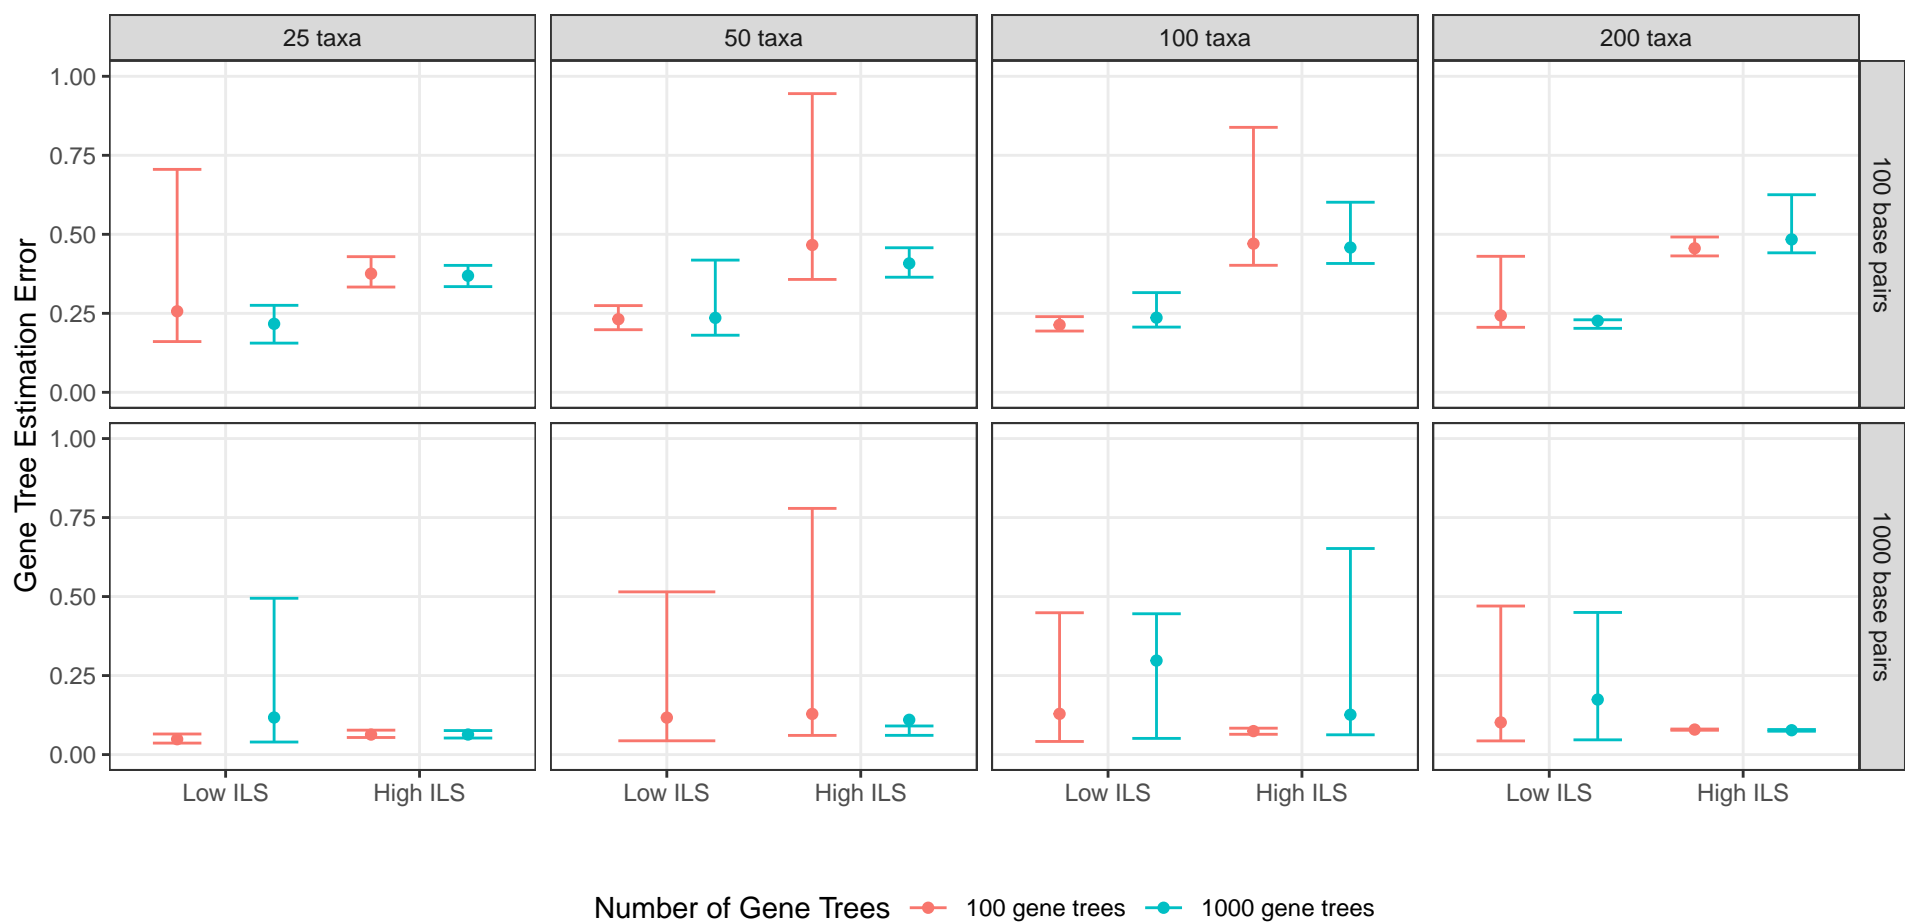 25 taxa
50 taxa
100 taxa
200 taxa
Gene Tree Estimation Error
1.00
0.75
0.50
0.25
0.00
100 base pairs
1.00
0.75
0.50
0.25
0.00
1000 base pairs
Low ILS
High ILS
Low ILS
High ILS
Low ILS
High ILS
Low ILS
High ILS
Number of Gene Trees
100 gene trees
1000 gene trees